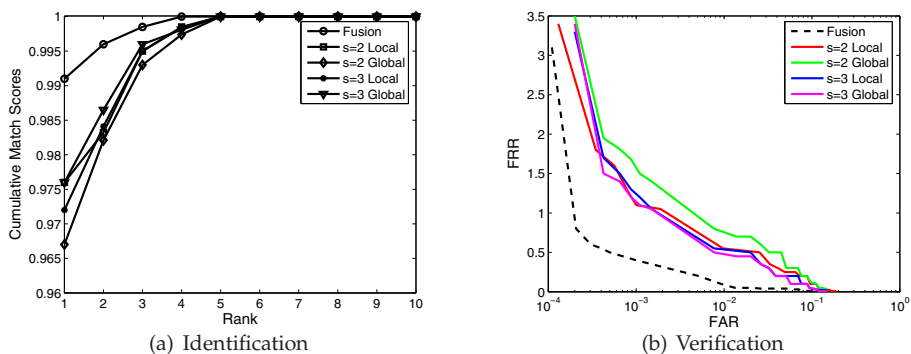 1
0.995
0.99
0.985
0.98
0.975
0.97
0.965
0.96
Cumulative Match Scores
1 2 3 4 5 6 7 8 9 10
Rank
Fusion
s=2 Local
s=2 Global
s=3 Local
s=3 Global
(a) Identification
3.5
3
2.5
2
1.5
1
0.5
0
FRR
10⁻⁴ 10⁻³ 10⁻² 10⁻¹ 10⁰
FAR
Fusion
s=2 Local
s=2 Global
s=3 Local
s=3 Global
(b) Verification